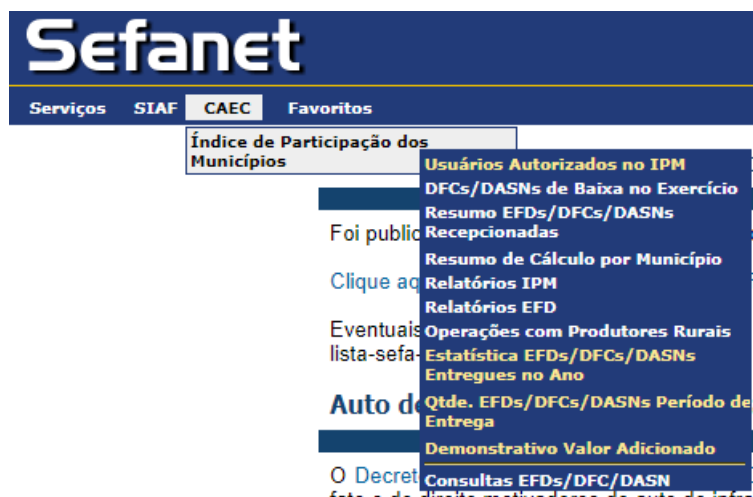 Sefanet
Serviços SIAF CAEC Favoritos
Índice de Participação dos
Municípios
Usuários Autorizados no IPM
DFCs/DASNs de Baixa no Exercício
Resumo EFDs/DFCs/DASNs
Recepcionadas
Resumo de Cálculo por Município
Relatórios IPM
Relatórios EFD
Operações com Produtores Rurais
Estatística EFDs/DFCs/DASNs
Entregues no Ano
Qtde. EFDs/DFCs/DASNs Período de
Entrega
Demonstrativo Valor Adicionado
Consultas EFDs/DFC/DASN
Foi public
Clique aq
Eventuais
lista-sefa-
Auto de
O Decret